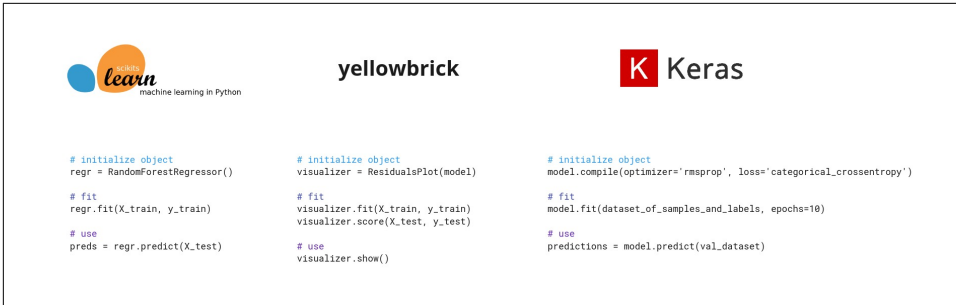 scikits
learn
machine learning in Python
yellowbrick
K Keras
# initialize object
regr = RandomForestRegressor()
# fit
regr.fit(X_train, y_train)
# use
preds = regr.predict(X_test)
# initialize object
visualizer = ResidualsPlot(model)
# fit
visualizer.fit(X_train, y_train)
visualizer.score(X_test, y_test)
# use
visualizer.show()
# initialize object
model.compile(optimizer='rmsprop', loss='categorical_crossentropy')
# fit
model.fit(dataset_of_samples_and_labels, epochs=10)
# use
predictions = model.predict(val_dataset)